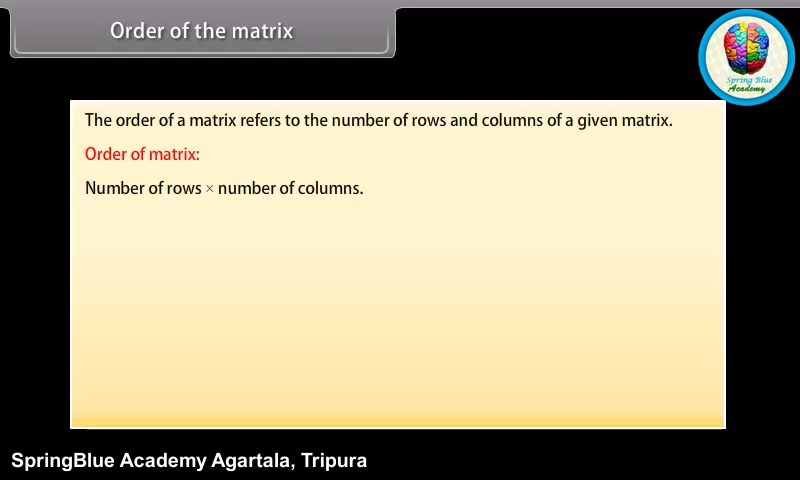 Order of the matrix
Spring Blue
Academy
The order of a matrix refers to the number of rows and columns of a given matrix.
Order of matrix:
Number of rows × number of columns.
SpringBlue Academy Agartala, Tripura